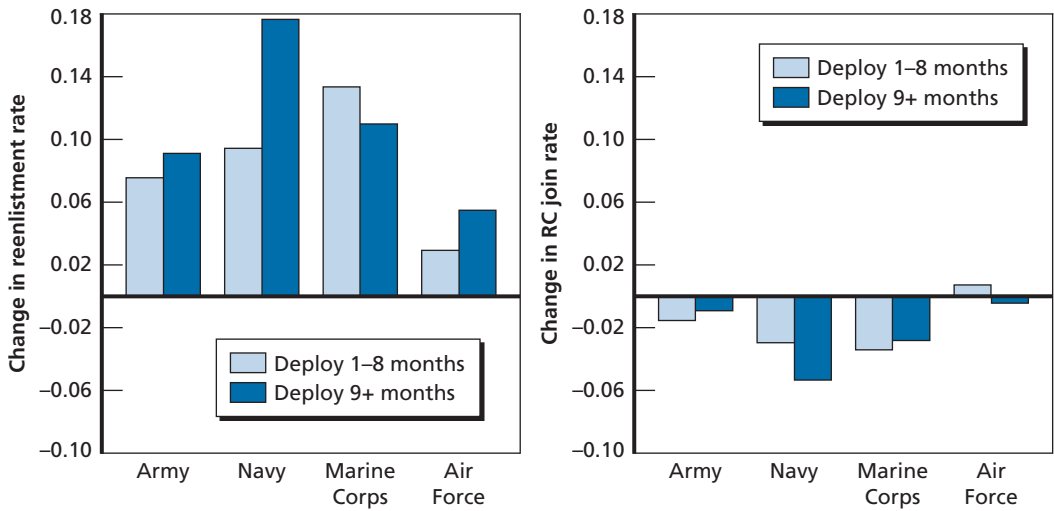 Change in reenlistment rate
0.18
0.14
0.10
0.06
0.02
–0.02
–0.06
–0.10
Deploy 1–8 months
Deploy 9+ months
Army
Navy
Marine
Corps
Air
Force
Change in RC join rate
0.18
0.14
0.10
0.06
0.02
–0.02
–0.06
–0.10
Deploy 1–8 months
Deploy 9+ months
Army
Navy
Marine
Corps
Air
Force